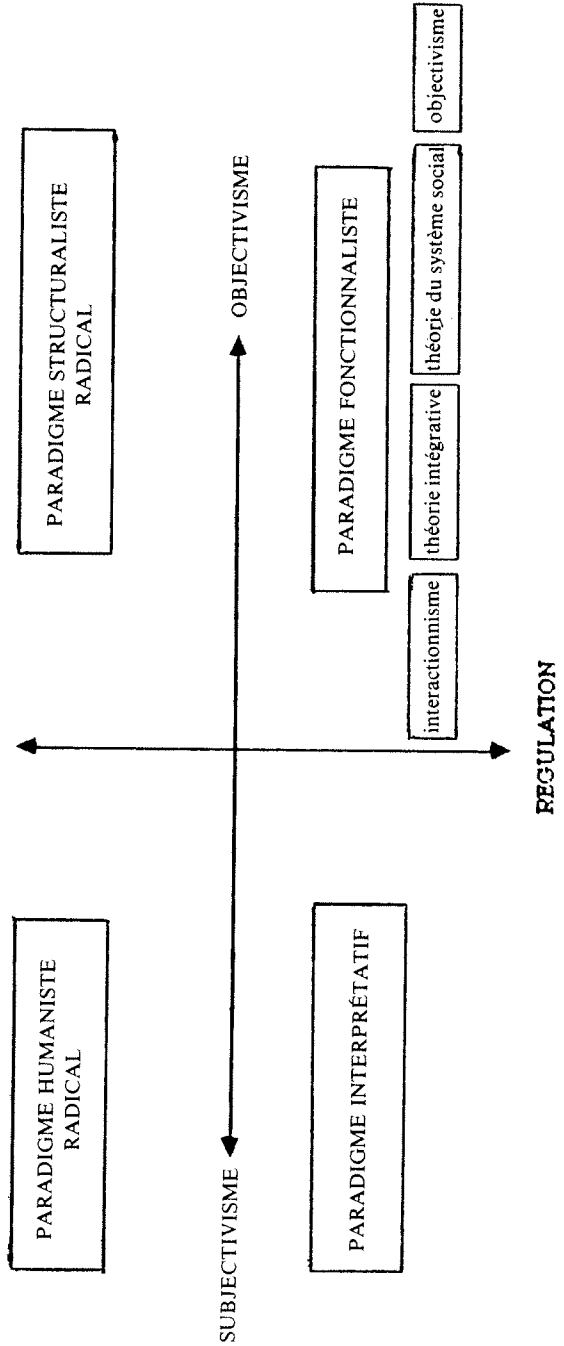 PARADIGME HUMANISTE
RADICAL
PARADIGME STRUCTURALISTE
RADICAL
SUBJECTIVISME
OBJECTIVISME
PARADIGME INTERPRÉTATIF
PARADIGME FONCTIONNALISTE
interactionnisme
théorie intégrative
théorie du système social
objectivisme
REGULATION